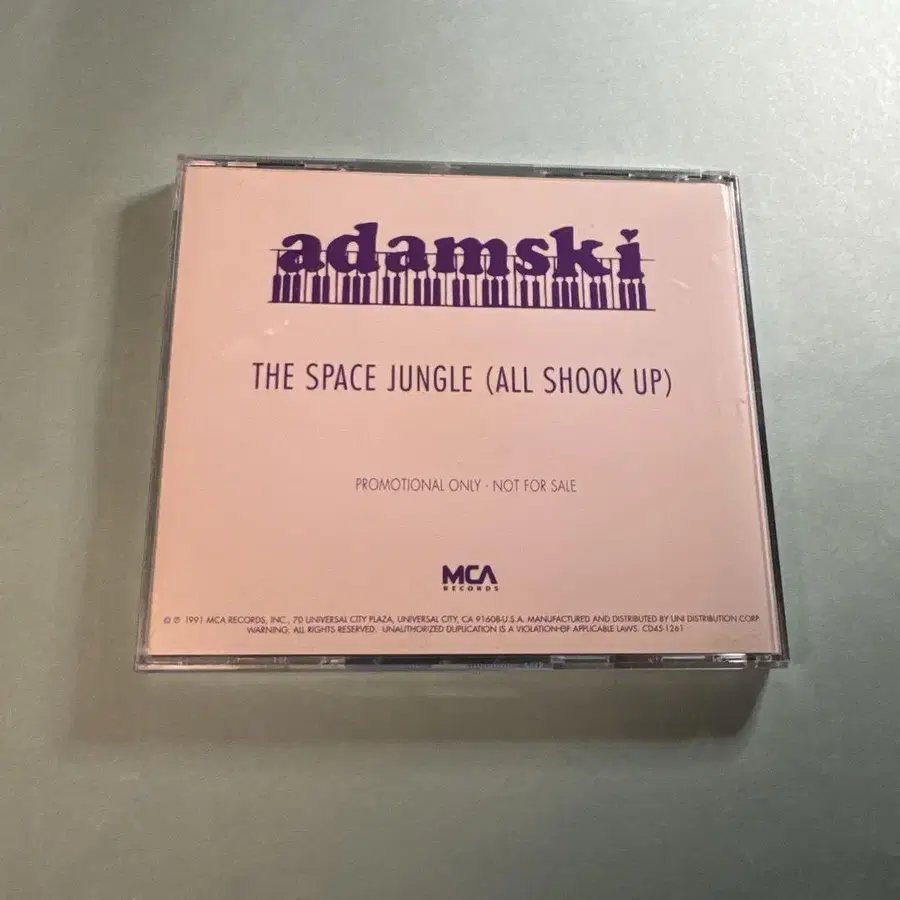 adamski
THE SPACE JUNGLE (ALL SHOOK UP)
PROMOTIONAL ONLY · NOT FOR SALE
MCA
RECORDS
© ℗ 1991 MCA RECORDS, INC., 70 UNIVERSAL CITY PLAZA, UNIVERSAL CITY, CA 91608-U.S.A. MANUFACTURED AND DISTRIBUTED BY UNI DISTRIBUTION CORP
WARNING. ALL RIGHTS RESERVED. UNAUTHORIZED DUPLICATION IS A VIOLATION OF APPLICABLE LAWS. CD45-1261